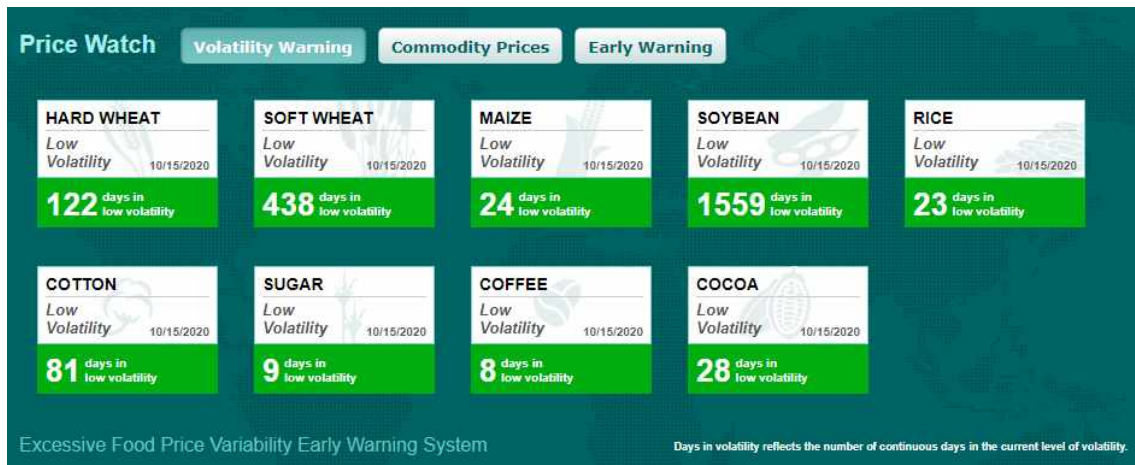 Price Watch
Volatility Warning
Commodity Prices
Early Warning
HARD WHEAT
Low
Volatility 10/15/2020
122 days in
low volatility
SOFT WHEAT
Low
Volatility 10/15/2020
438 days in
low volatility
MAIZE
Low
Volatility 10/15/2020
24 days in
low volatility
SOYBEAN
Low
Volatility 10/15/2020
1559 days in
low volatility
RICE
Low
Volatility 10/15/2020
23 days in
low volatility
COTTON
Low
Volatility 10/15/2020
81 days in
low volatility
SUGAR
Low
Volatility 10/15/2020
9 days in
low volatility
COFFEE
Low
Volatility 10/15/2020
8 days in
low volatility
COCOA
Low
Volatility 10/15/2020
28 days in
low volatility
Excessive Food Price Variability Early Warning System
Days in volatility reflects the number of continuous days in the current level of volatility.